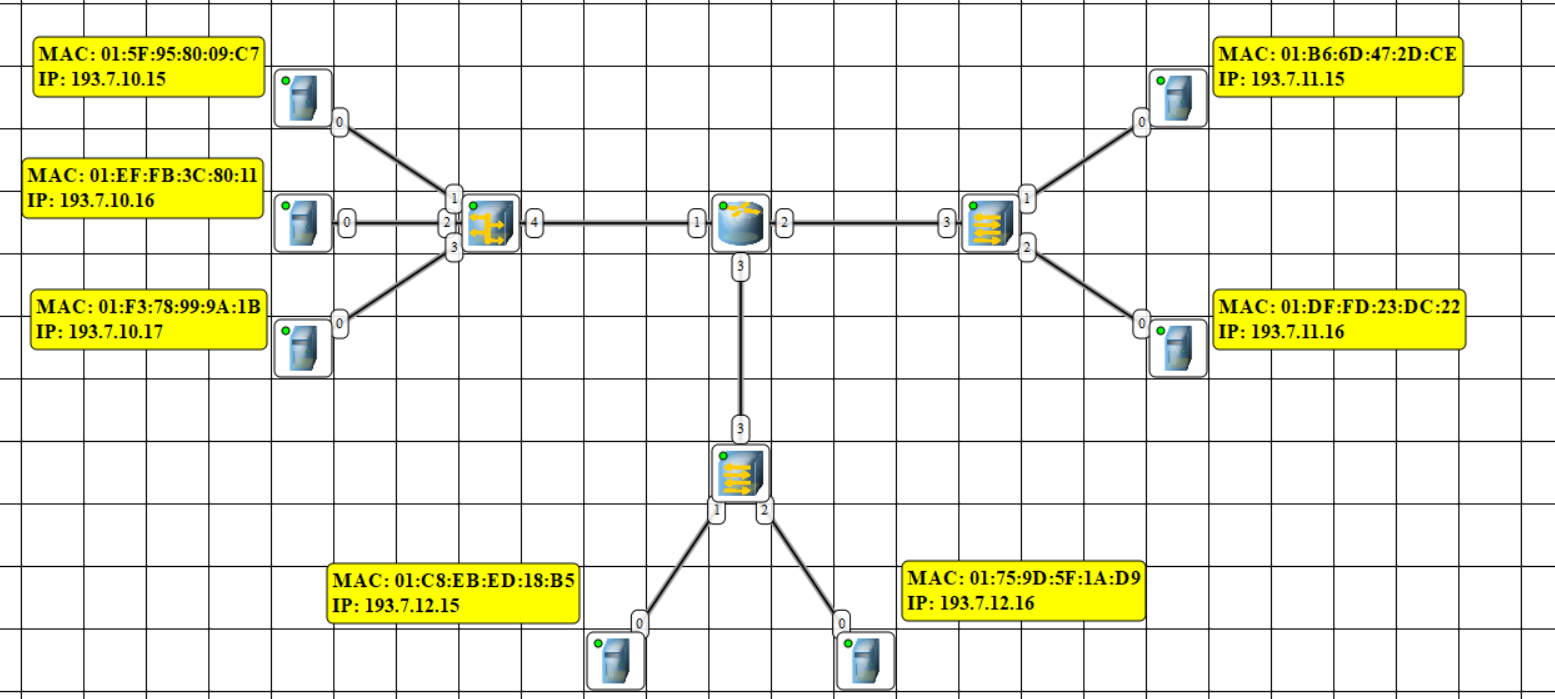 MAC: 01:5F:95:80:09:C7
IP: 193.7.10.15
MAC: 01:B6:6D:47:2D:CE
IP: 193.7.11.15
0
0
MAC: 01:EF:FB:3C:80:11
IP: 193.7.10.16
1
1
0
2
4
1
2
3
3
2
3
MAC: 01:F3:78:99:9A:1B
IP: 193.7.10.17
MAC: 01:DF:FD:23:DC:22
IP: 193.7.11.16
0
0
3
1
2
MAC: 01:C8:EB:ED:18:B5
IP: 193.7.12.15
MAC: 01:75:9D:5F:1A:D9
IP: 193.7.12.16
0
0